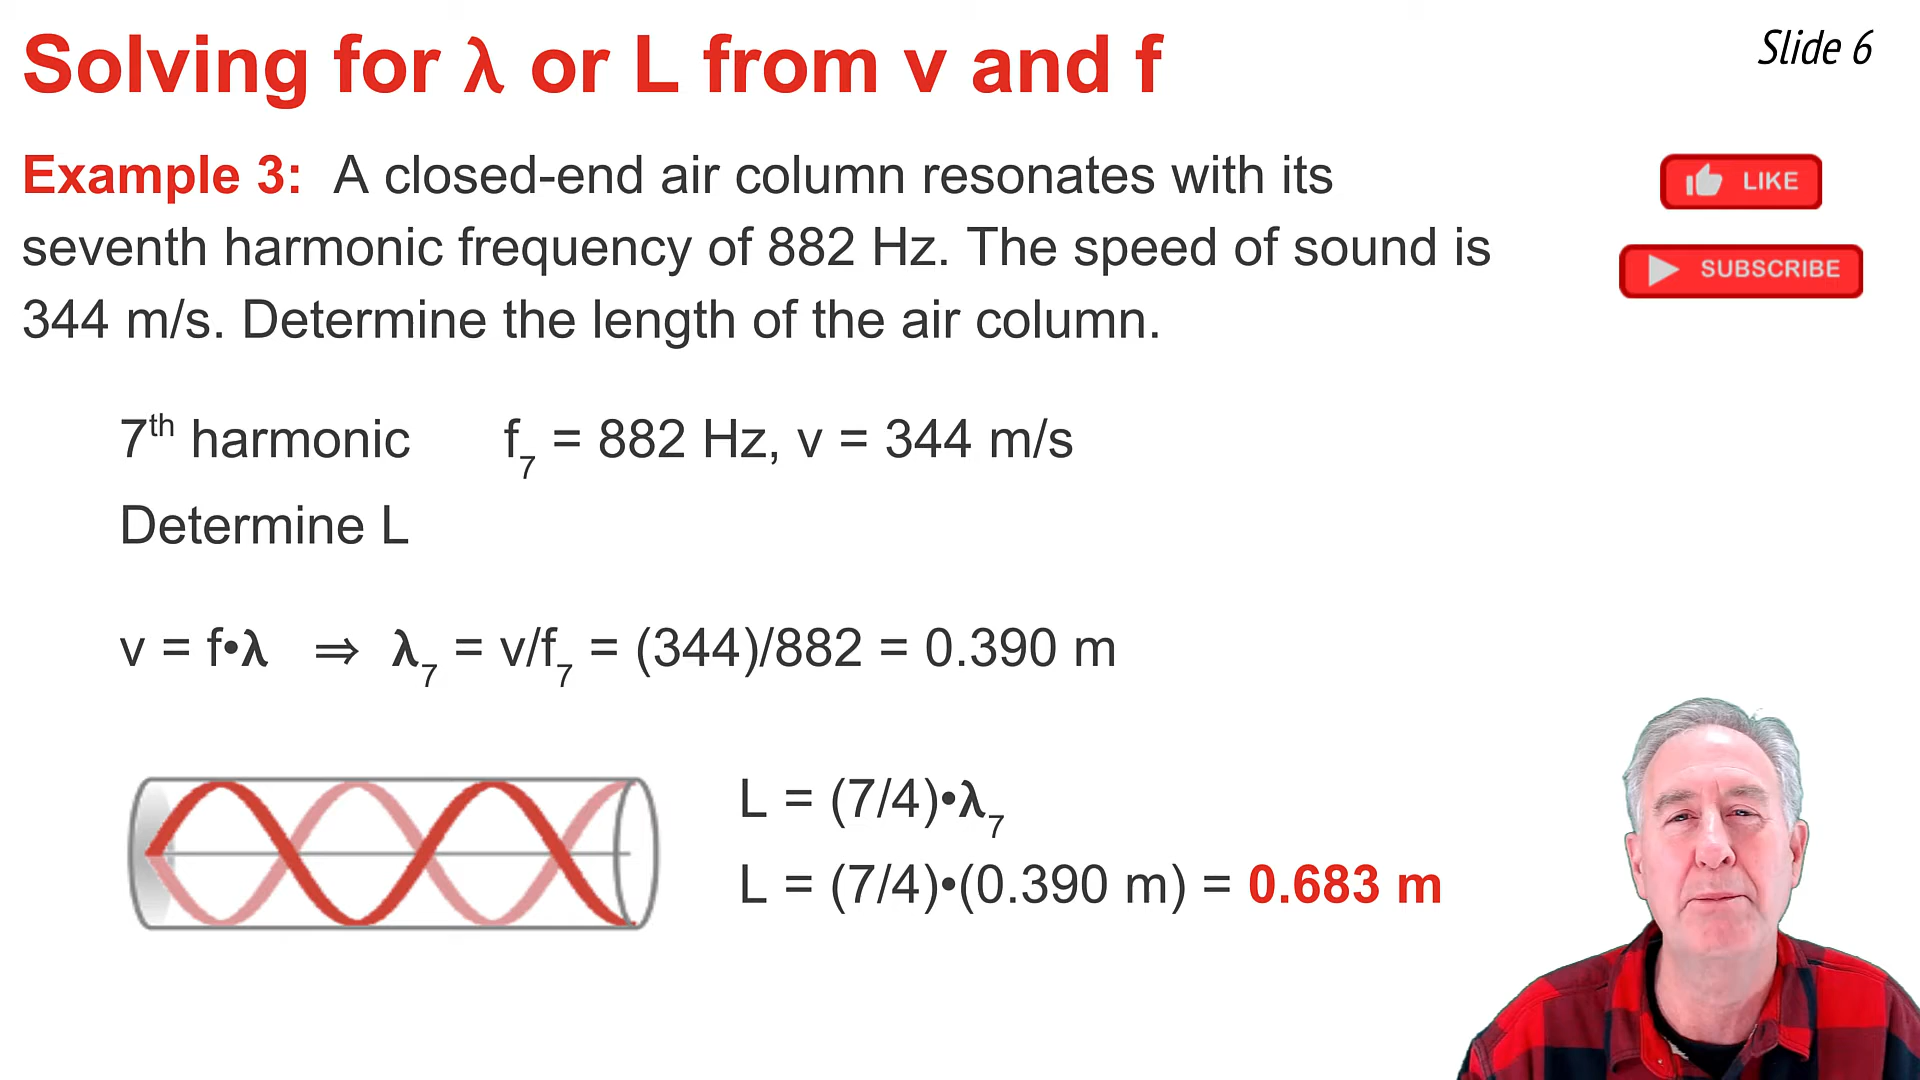 Solving for λ or L from v and f
Slide 6
Example 3: A closed-end air column resonates with its
seventh harmonic frequency of 882 Hz. The speed of sound is
344 m/s. Determine the length of the air column.
LIKE
SUBSCRIBE
7th harmonic f7 = 882 Hz, v = 344 m/s
Determine L
v = f•λ ⇒ λ7 = v/f7 = (344)/882 = 0.390 m
L = (7/4)•λ7
L = (7/4)•(0.390 m) = 0.683 m